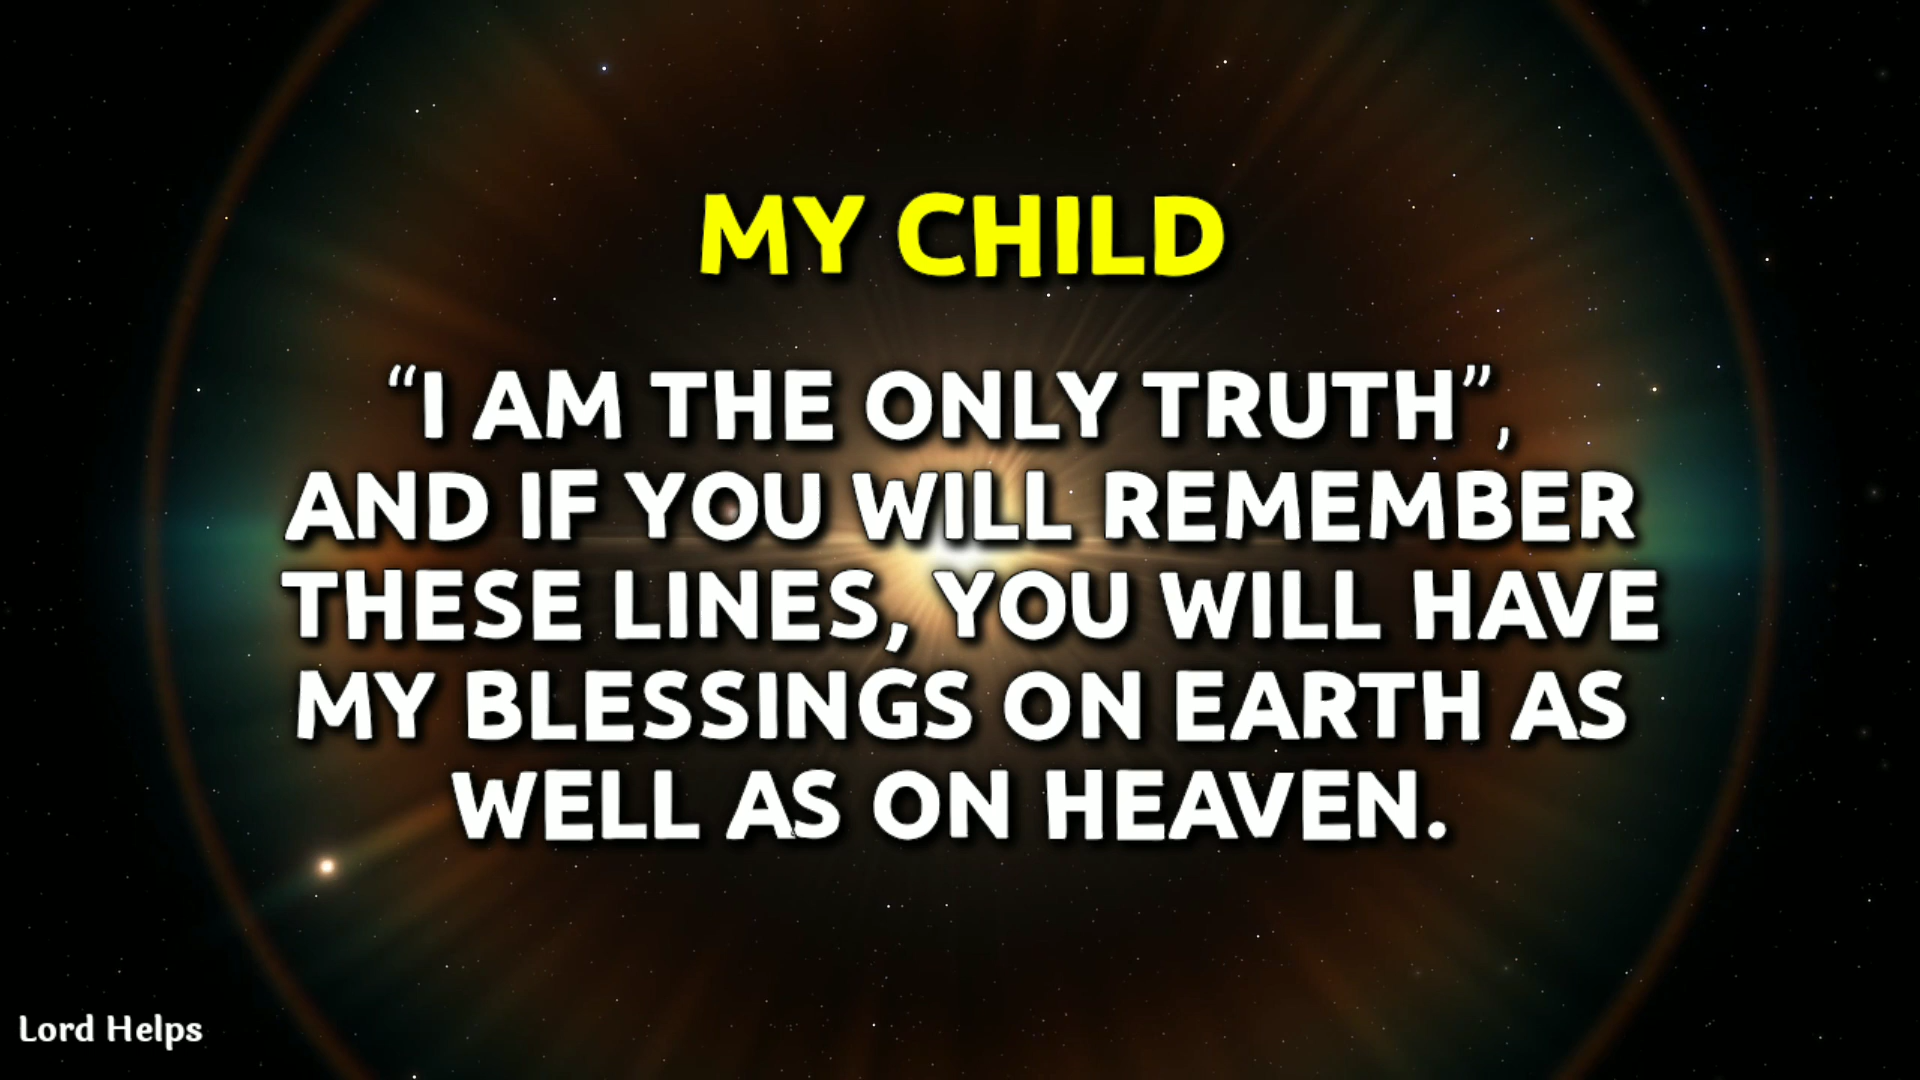 MY CHILD
“I AM THE ONLY TRUTH”,
AND IF YOU WILL REMEMBER
THESE LINES, YOU WILL HAVE
MY BLESSINGS ON EARTH AS
WELL AS ON HEAVEN.
Lord Helps